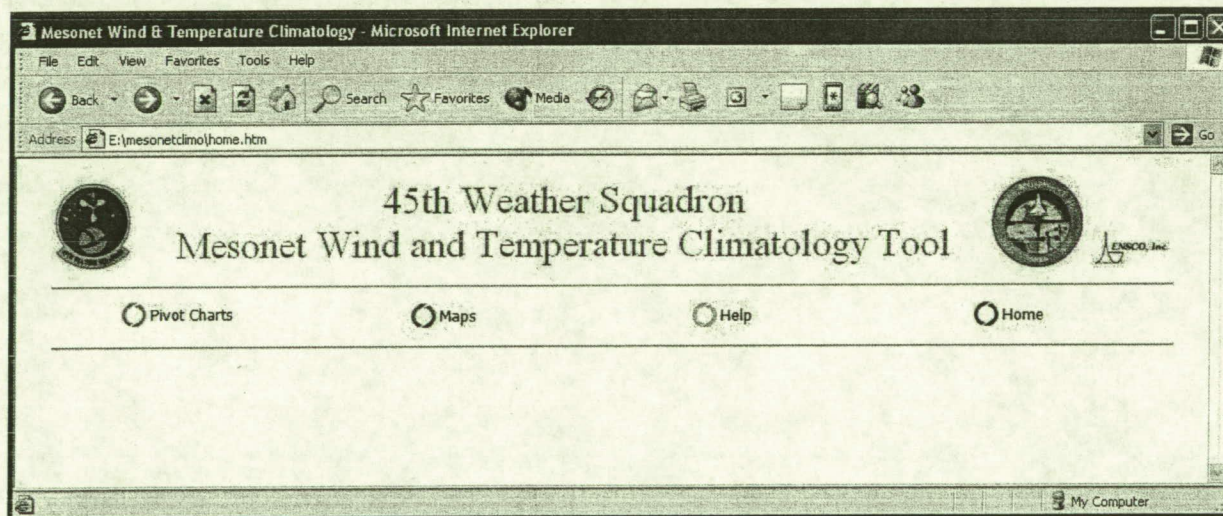 Mesonet Wind & Temperature Climatology - Microsoft Internet Explorer
File Edit View Favorites Tools Help
Back Search Favorites Media
Address E:\mesonetclimo\home.htm Go
45th Weather Squadron
Mesonet Wind and Temperature Climatology Tool
ENSCO, Inc.
Pivot Charts Maps Help Home
My Computer